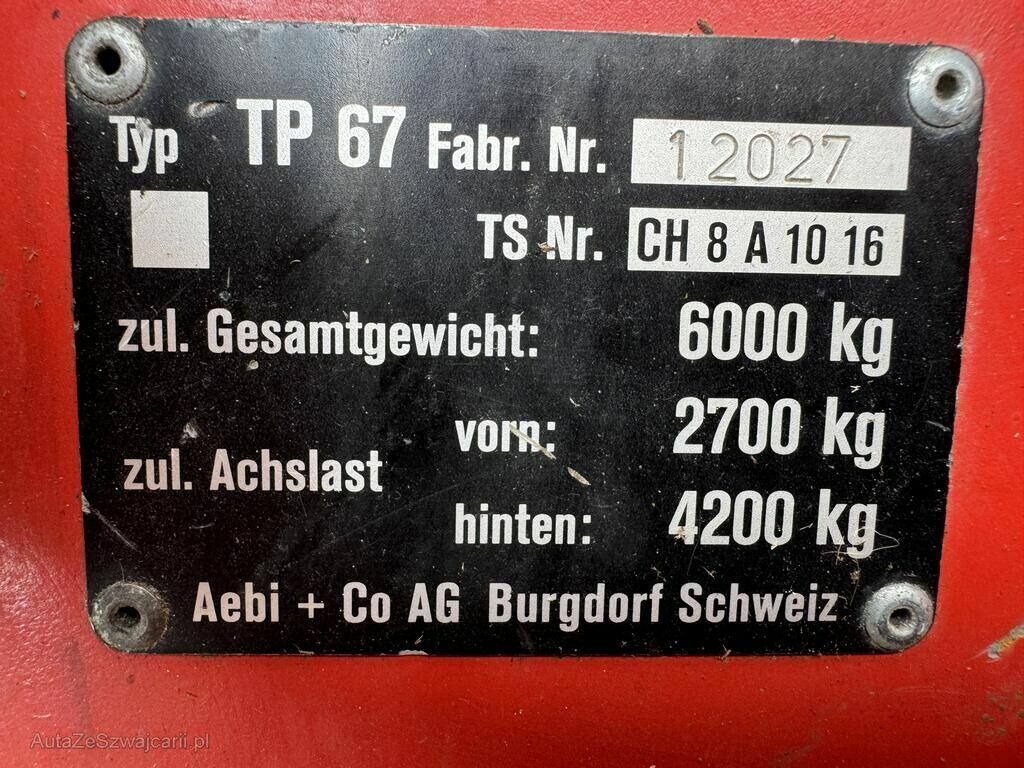 Typ TP 67 Fabr. Nr. 12027
TS Nr. CH 8 A 10 16
zul. Gesamtgewicht: 6000 kg
vorn: 2700 kg
zul. Achslast
hinten: 4200 kg
Aebi + Co AG Burgdorf Schweiz
AutaZeSzwajcarii.pl